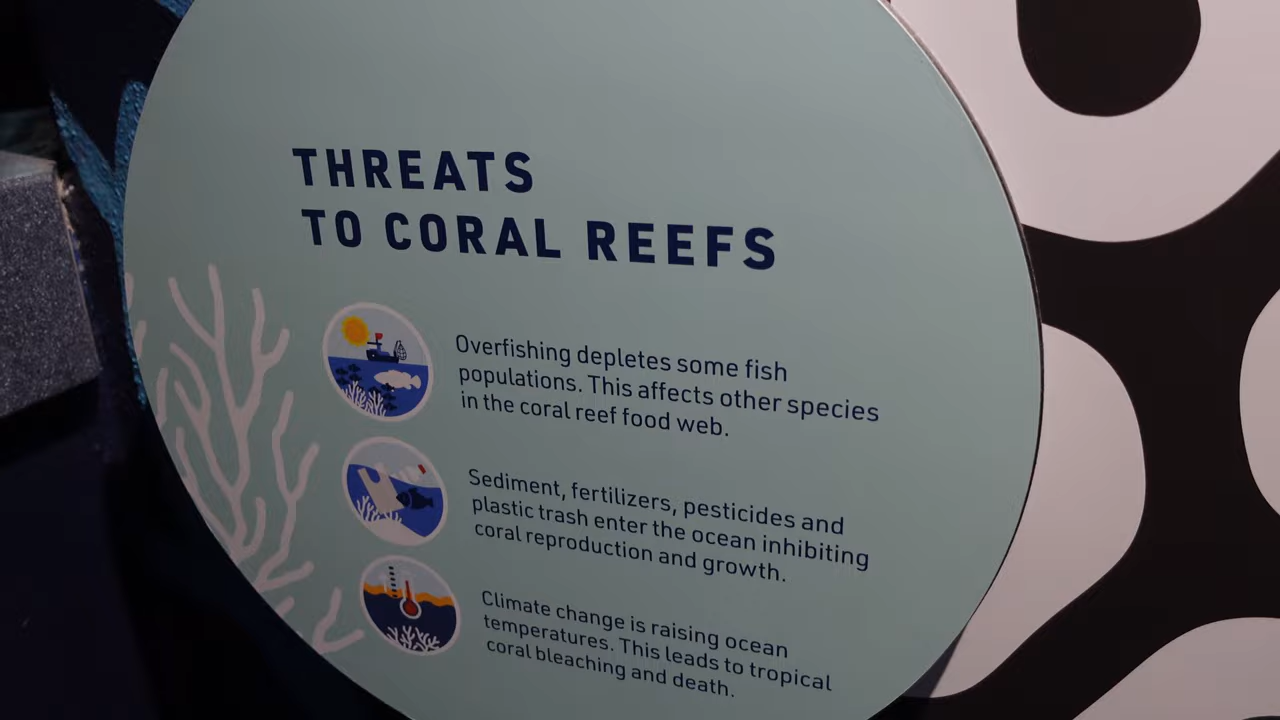 THREATS
TO CORAL REEFS
Overfishing depletes some fish
populations. This affects other species
in the coral reef food web.
Sediment, fertilizers, pesticides and
plastic trash enter the ocean inhibiting
coral reproduction and growth.
Climate change is raising ocean
temperatures. This leads to tropical
coral bleaching and death.